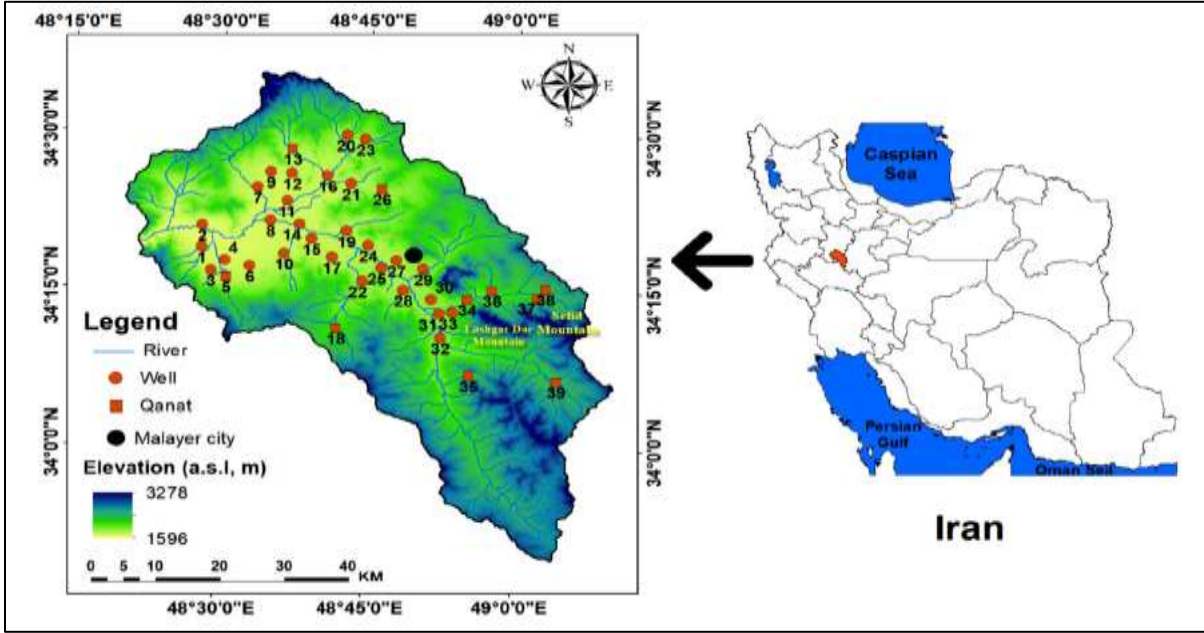 48°15'0"E 48°30'0"E 48°45'0"E 49°0'0"E
N
W E
S
34°30'0"N
34°15'0"N
34°0'0"N
34°30'0"N
34°15'0"N
34°0'0"N
20 23
13
9 12 16
7 21 26
11
2 8 14 19
1 4 15 24
3 5 6 10 17 25 27 29
22 28 30 34 36 37 38
18 31 33
32
35 39
Sefid
Mountain
Lashgar Dar
Mountain
Legend
River
Well
Qanat
Malayer city
Elevation (a.s.l, m)
3278
1596
0 5 10 20 30 40
KM
48°30'0"E 48°45'0"E 49°0'0"E
Caspian
Sea
Persian
Gulf
Oman Sea
Iran